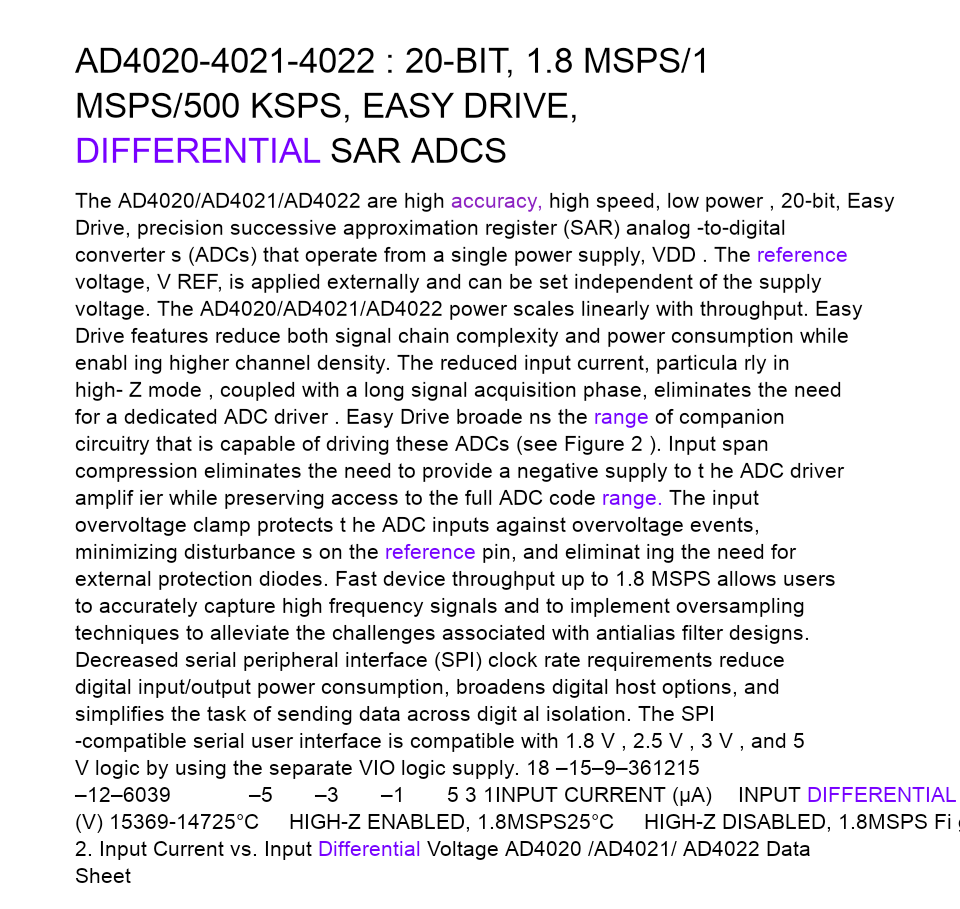 AD4020-4021-4022 : 20-BIT, 1.8 MSPS/1
MSPS/500 KSPS, EASY DRIVE,
DIFFERENTIAL SAR ADCS
The AD4020/AD4021/AD4022 are high accuracy, high speed, low power , 20-bit, Easy
Drive, precision successive approximation register (SAR) analog -to-digital
converter s (ADCs) that operate from a single power supply, VDD . The reference
voltage, V REF, is applied externally and can be set independent of the supply
voltage. The AD4020/AD4021/AD4022 power scales linearly with throughput. Easy
Drive features reduce both signal chain complexity and power consumption while
enabl ing higher channel density. The reduced input current, particula rly in
high- Z mode , coupled with a long signal acquisition phase, eliminates the need
for a dedicated ADC driver . Easy Drive broade ns the range of companion
circuitry that is capable of driving these ADCs (see Figure 2 ). Input span
compression eliminates the need to provide a negative supply to t he ADC driver
amplif ier while preserving access to the full ADC code range. The input
overvoltage clamp protects t he ADC inputs against overvoltage events,
minimizing disturbance s on the reference pin, and eliminat ing the need for
external protection diodes. Fast device throughput up to 1.8 MSPS allows users
to accurately capture high frequency signals and to implement oversampling
techniques to alleviate the challenges associated with antialias filter designs.
Decreased serial peripheral interface (SPI) clock rate requirements reduce
digital input/output power consumption, broadens digital host options, and
simplifies the task of sending data across digit al isolation. The SPI
-compatible serial user interface is compatible with 1.8 V , 2.5 V , 3 V , and 5
V logic by using the separate VIO logic supply. 18 –15–9–361215
–12–6039 –5 –3 –1 5 3 1INPUT CURRENT (µA) INPUT DIFFERENTIAL
(V) 15369-14725°C HIGH-Z ENABLED, 1.8MSPS25°C HIGH-Z DISABLED, 1.8MSPS Fi
2. Input Current vs. Input Differential Voltage AD4020 /AD4021/ AD4022 Data
Sheet